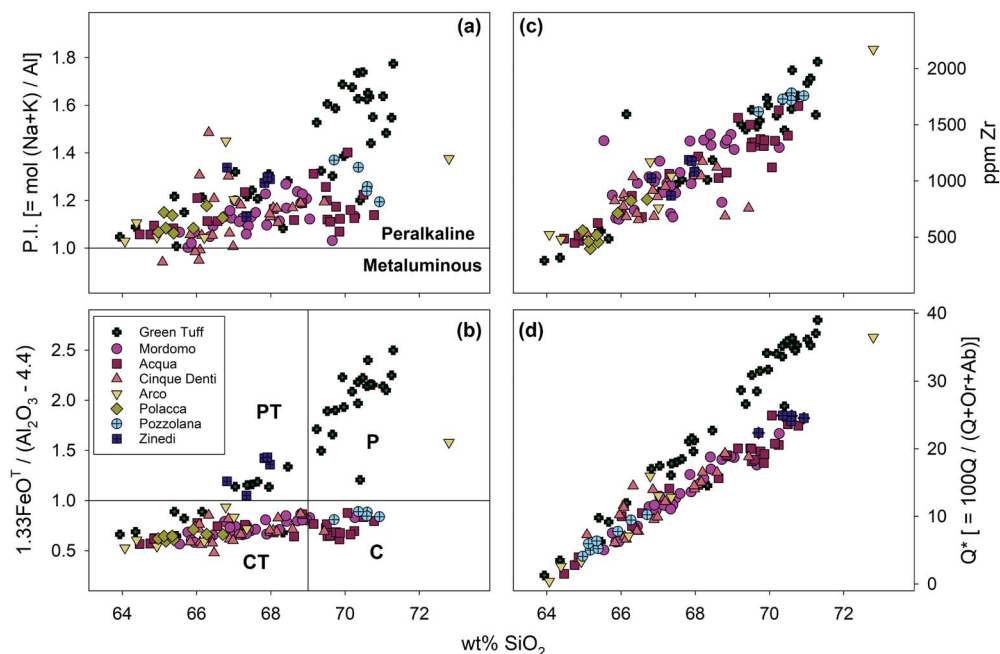 (a)
P.I. [= mol (Na+K) / Al]
1.8
1.6
1.4
1.2
1.0
Peralkaline
Metaluminous
(c)
ppm Zr
2000
1500
1000
500
(b)
1.33FeOᵀ / (Al₂O₃ - 4.4)
2.5
2.0
1.5
1.0
0.5
Green Tuff
Mordomo
Acqua
Cinque Denti
Arco
Polacca
Pozzolana
Zinedi
PT
P
CT
C
64
66
68
70
72
(d)
Q* [ = 100Q / (Q+Or+Ab)]
40
30
20
10
0
64
66
68
70
72
wt% SiO₂